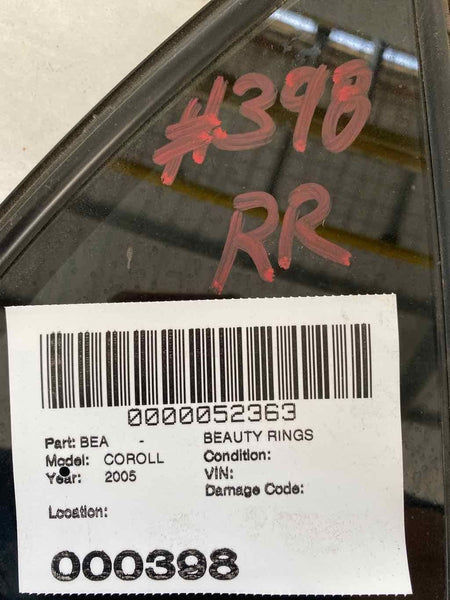 #398
RR
0000052363
Part: BEA - BEAUTY RINGS
Model: COROLL Condition:
Year: 2005 VIN:
Damage Code:
Location:
000398